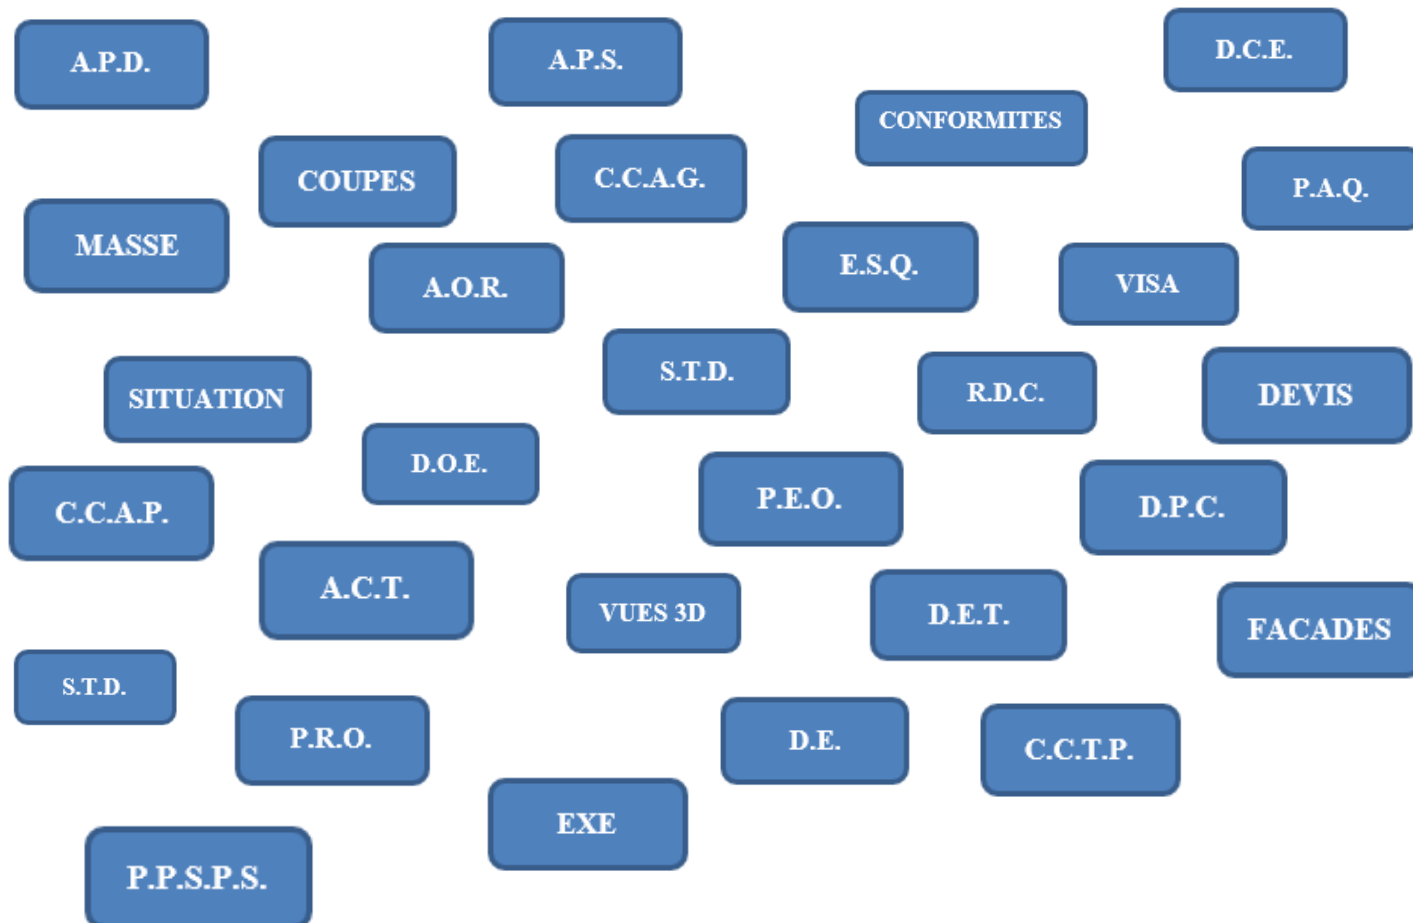 A.P.D.
A.P.S.
D.C.E.
CONFORMITES
COUPES
C.C.A.G.
P.A.Q.
MASSE
A.O.R.
E.S.Q.
VISA
SITUATION
S.T.D.
R.D.C.
DEVIS
D.O.E.
C.C.A.P.
P.E.O.
D.P.C.
A.C.T.
VUES 3D
D.E.T.
FACADES
S.T.D.
P.R.O.
D.E.
C.C.T.P.
EXE
P.P.S.P.S.